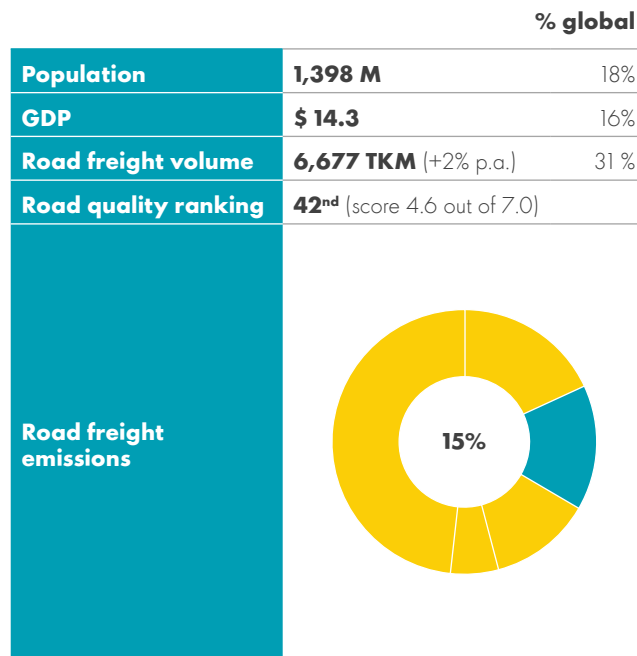 % global
Population 1,398 M 18%
GDP $ 14.3 16%
Road freight volume 6,677 TKM (+2% p.a.) 31 %
Road quality ranking 42nd (score 4.6 out of 7.0)
Road freight
emissions
15%